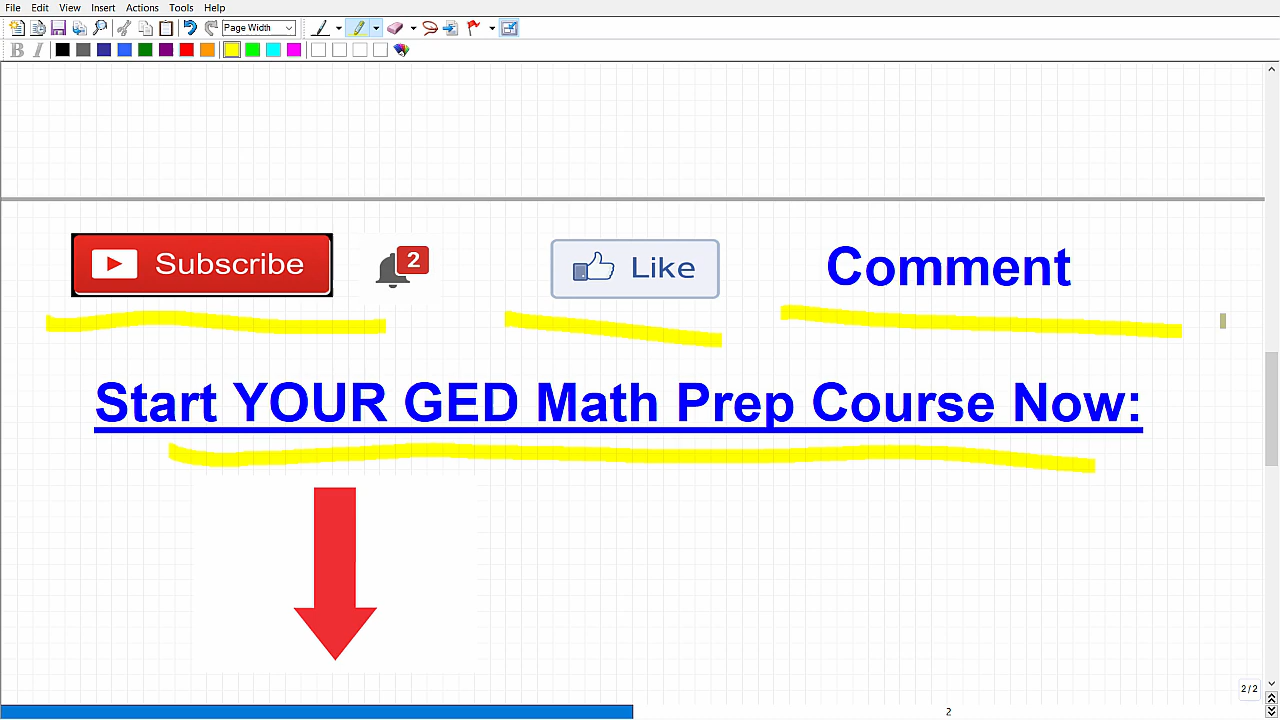 File Edit View Insert Actions Tools Help
Page Width
B I
Subscribe 2 Like Comment
Start YOUR GED Math Prep Course Now:
2 / 2
2